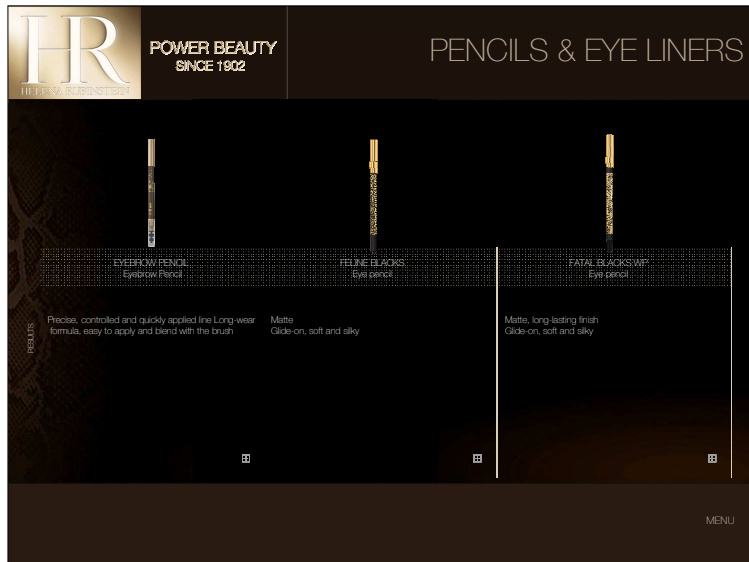 HR
HELENA RUBINSTEIN
POWER BEAUTY
SINCE 1902
PENCILS & EYE LINERS
EYEBROW PENCIL
Eyebrow Pencil
FELINE BLACKS
Eye pencil
FATAL BLACKS WP
Eye pencil
RESULTS
Precise, controlled and quickly applied line Long-wear
formula, easy to apply and blend with the brush
Matte
Glide-on, soft and silky
Matte, long-lasting finish
Glide-on, soft and silky
MENU